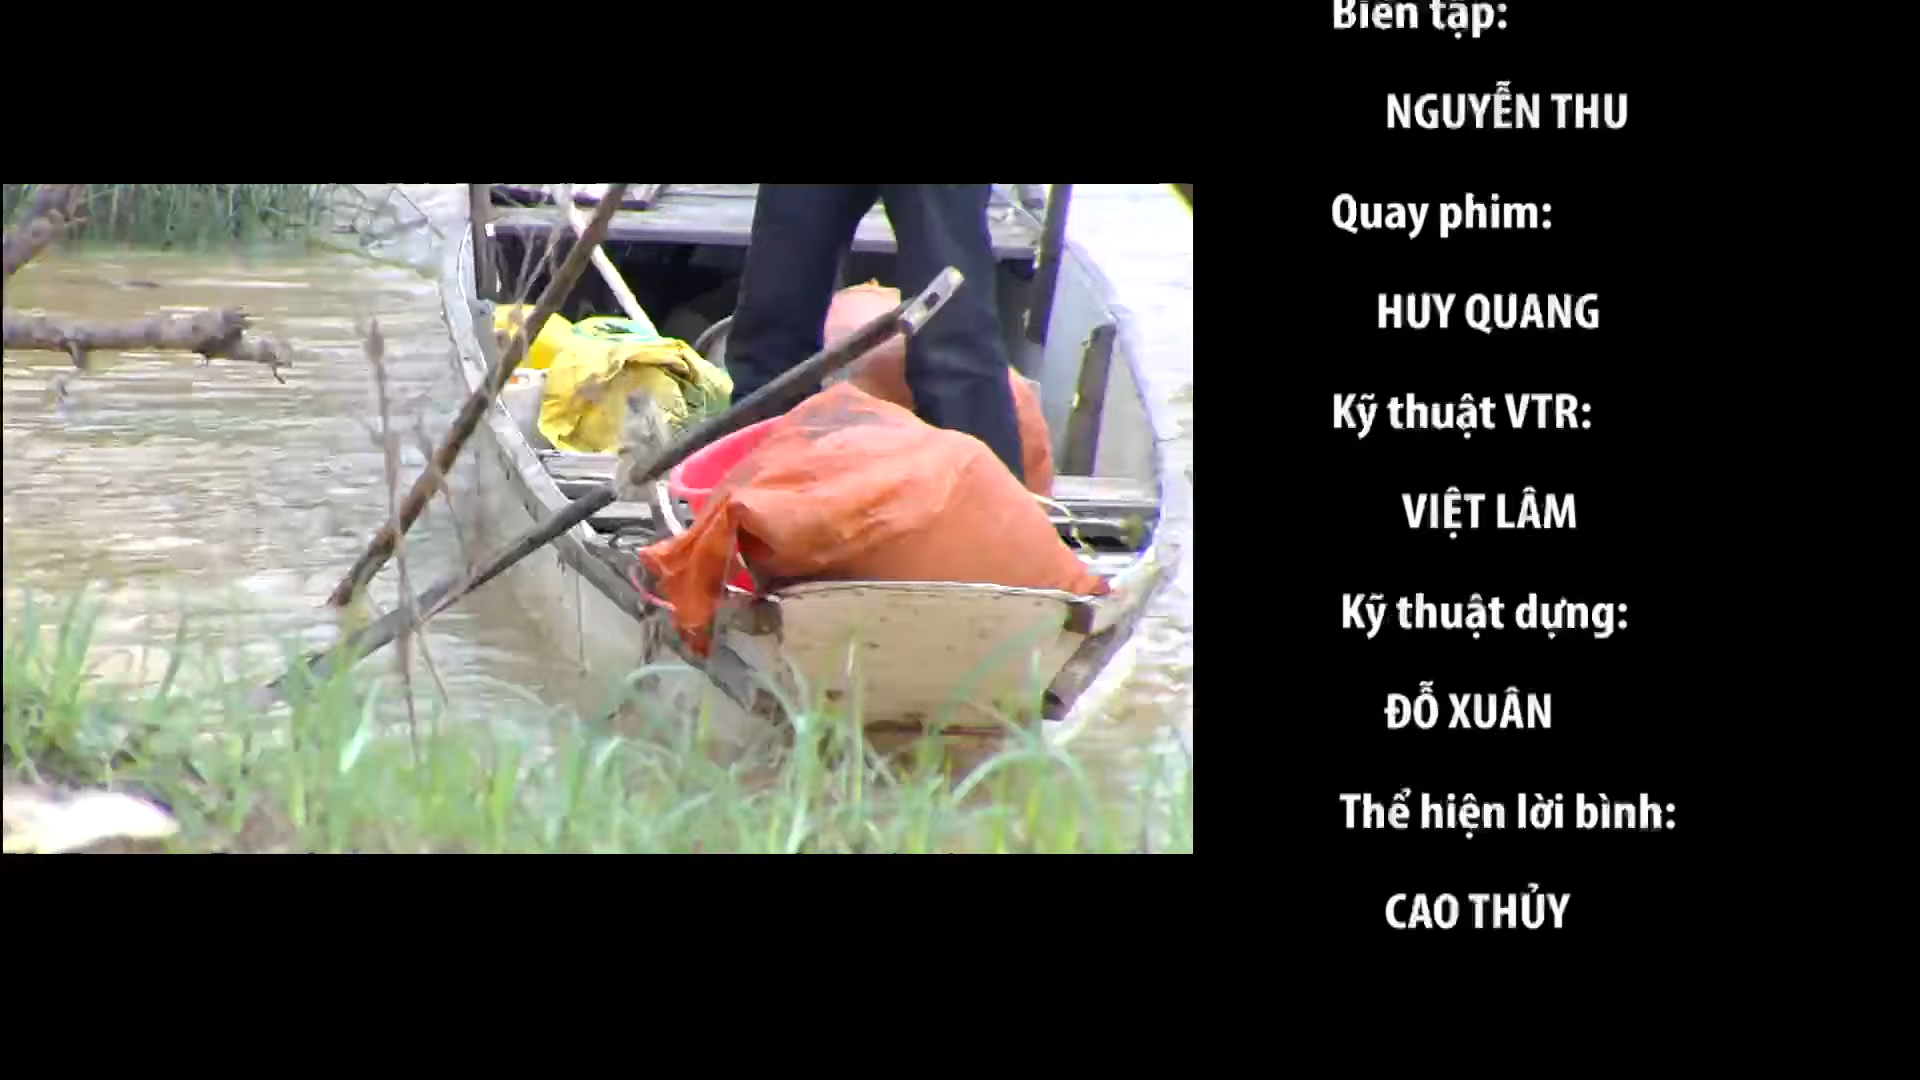 Biên tập:
NGUYỄN THU
Quay phim:
HUY QUANG
Kỹ thuật VTR:
VIỆT LÂM
Kỹ thuật dựng:
ĐỖ XUÂN
Thể hiện lời bình:
CAO THỦY